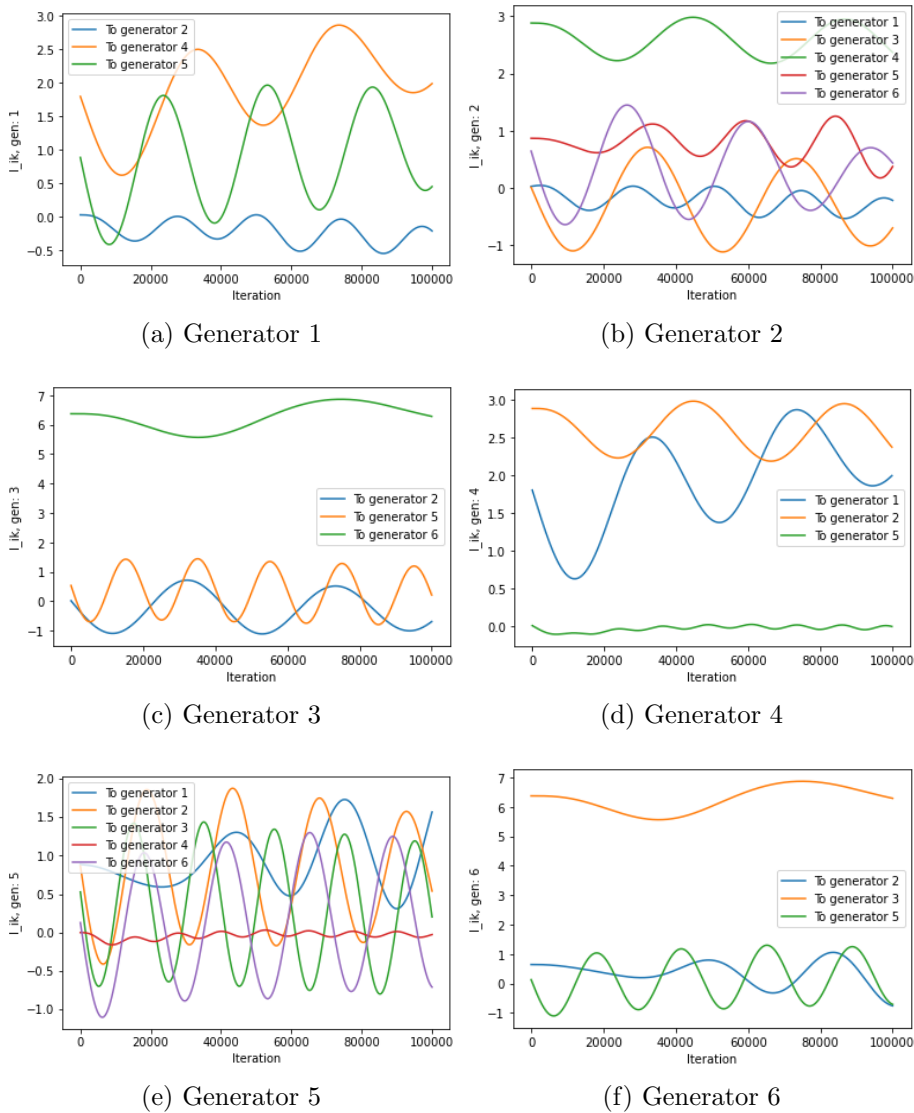 3.0
2.5
2.0
1.5
1.0
0.5
0.0
−0.5
I_ik, gen: 1
To generator 2
To generator 4
To generator 5
0 20000 40000 60000 80000 100000
Iteration
(a) Generator 1
3
2
1
0
−1
I_ik, gen: 2
To generator 1
To generator 3
To generator 4
To generator 5
To generator 6
0 20000 40000 60000 80000 100000
Iteration
(b) Generator 2
7
6
5
4
3
2
1
0
−1
I_ik, gen: 3
To generator 2
To generator 5
To generator 6
0 20000 40000 60000 80000 100000
Iteration
(c) Generator 3
3.0
2.5
2.0
1.5
1.0
0.5
0.0
I_ik, gen: 4
To generator 1
To generator 2
To generator 5
0 20000 40000 60000 80000 100000
Iteration
(d) Generator 4
2.0
1.5
1.0
0.5
0.0
−0.5
−1.0
I_ik, gen: 5
To generator 1
To generator 2
To generator 3
To generator 4
To generator 6
0 20000 40000 60000 80000 100000
Iteration
(e) Generator 5
7
6
5
4
3
2
1
0
−1
I_ik, gen: 6
To generator 2
To generator 3
To generator 5
0 20000 40000 60000 80000 100000
Iteration
(f) Generator 6